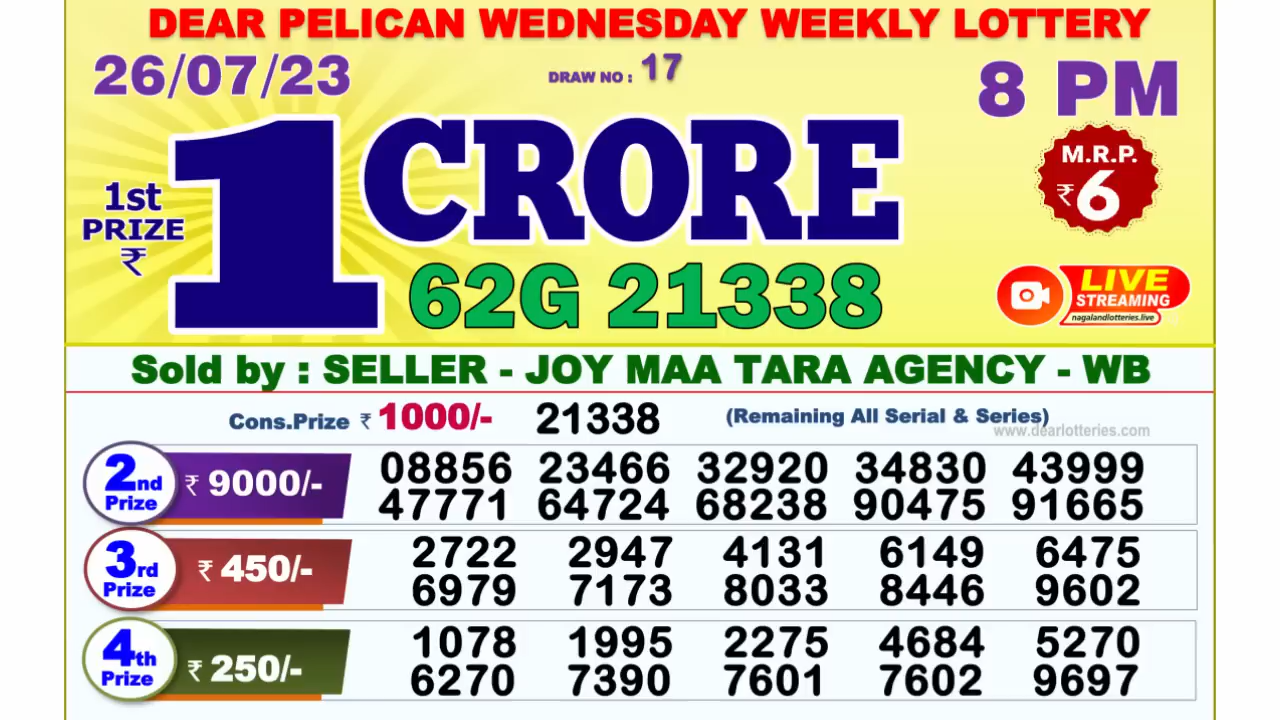 DEAR PELICAN WEDNESDAY WEEKLY LOTTERY
26/07/23 DRAW NO : 17 8 PM
1st PRIZE ₹ 1 CRORE
M.R.P. ₹ 6
62G 21338
LIVE STREAMING
nagalandlotteries.live
Sold by : SELLER - JOY MAA TARA AGENCY - WB
Cons.Prize ₹ 1000/- 21338 (Remaining All Serial & Series)
www.dearlotteries.com
2nd Prize ₹ 9000/-
08856 23466 32920 34830 43999
47771 64724 68238 90475 91665
3rd Prize ₹ 450/-
2722 2947 4131 6149 6475
6979 7173 8033 8446 9602
4th Prize ₹ 250/-
1078 1995 2275 4684 5270
6270 7390 7601 7602 9697